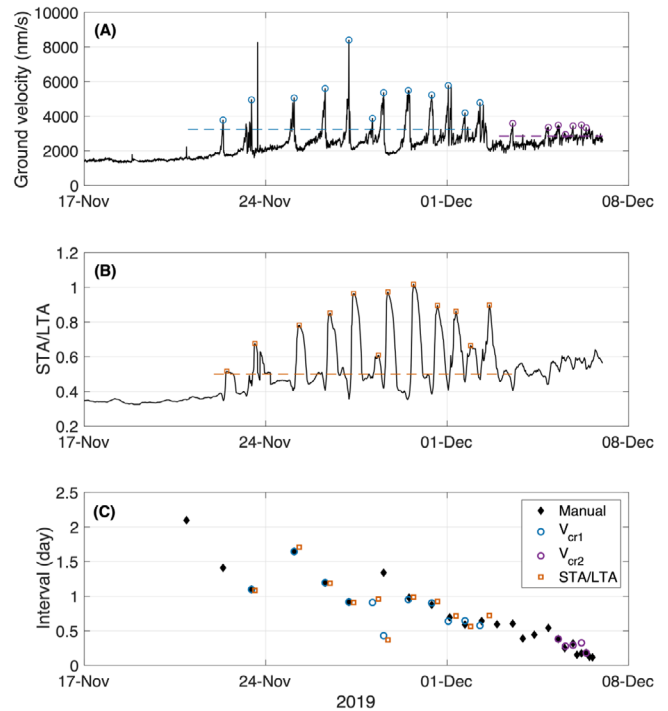 (A)
Ground velocity (nm/s)
10000
8000
6000
4000
2000
0
17-Nov 24-Nov 01-Dec 08-Dec
(B)
STA/LTA
1.2
1
0.8
0.6
0.4
0.2
17-Nov 24-Nov 01-Dec 08-Dec
(C)
Interval (day)
2.5
2
1.5
1
0.5
0
Manual
Vcr1
Vcr2
STA/LTA
17-Nov 24-Nov 01-Dec 08-Dec
2019